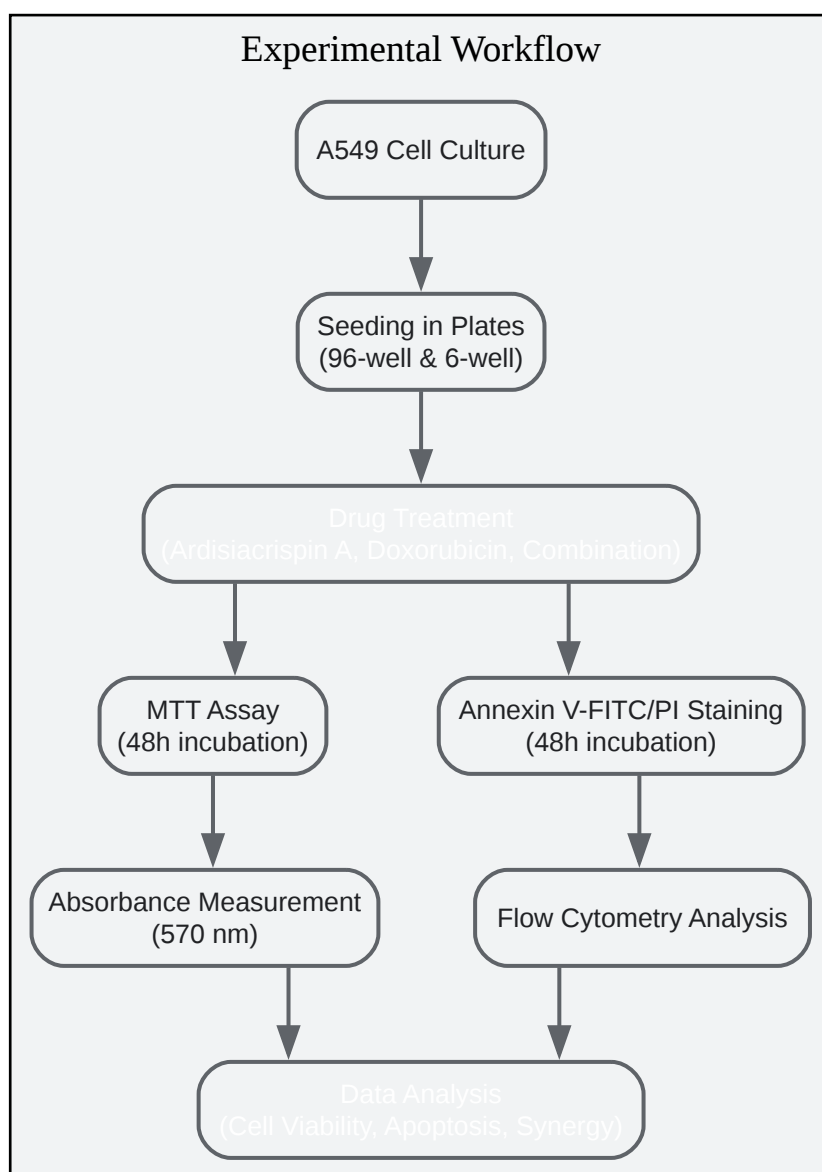 Experimental Workflow
A549 Cell Culture
Seeding in Plates
(96-well & 6-well)
Drug Treatment
(Ardisiacrispin A, Doxorubicin, Combination)
MTT Assay
(48h incubation)
Annexin V-FITC/PI Staining
(48h incubation)
Absorbance Measurement
(570 nm)
Flow Cytometry Analysis
Data Analysis
(Cell Viability, Apoptosis, Synergy)